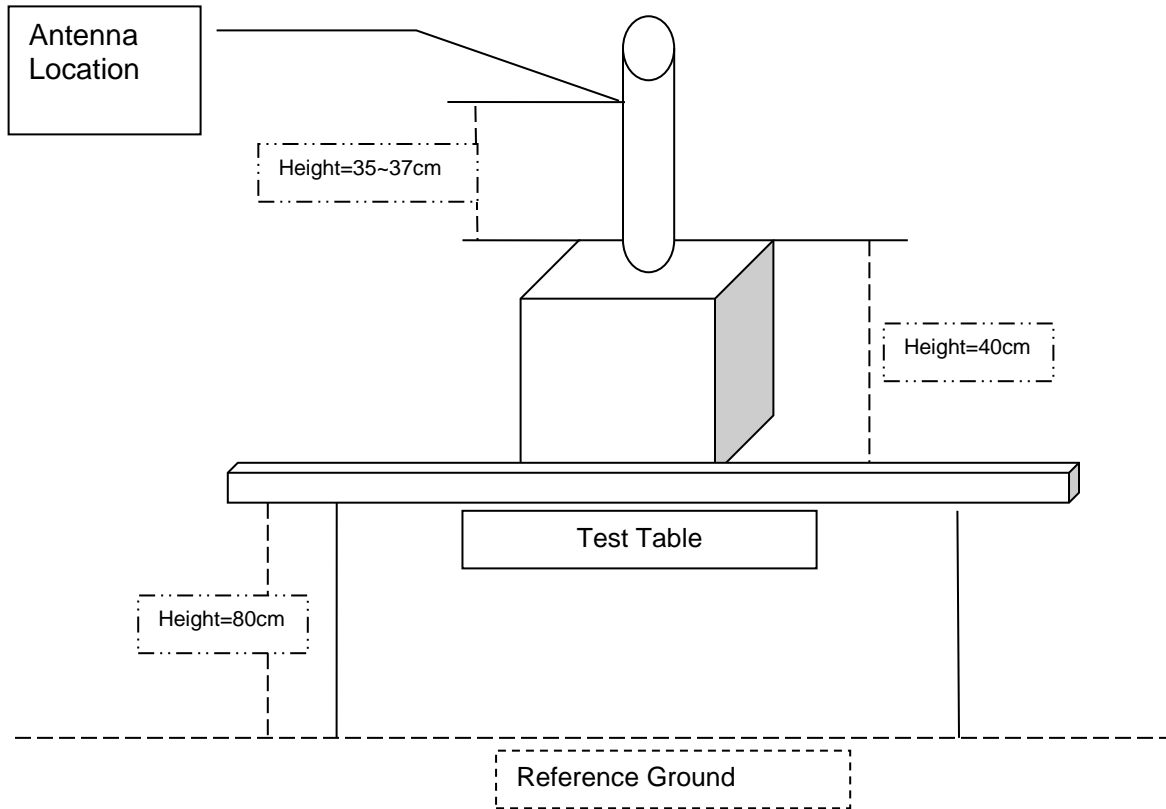 Antenna
Location
Height=35~37cm
Height=40cm
Test Table
Height=80cm
Reference Ground